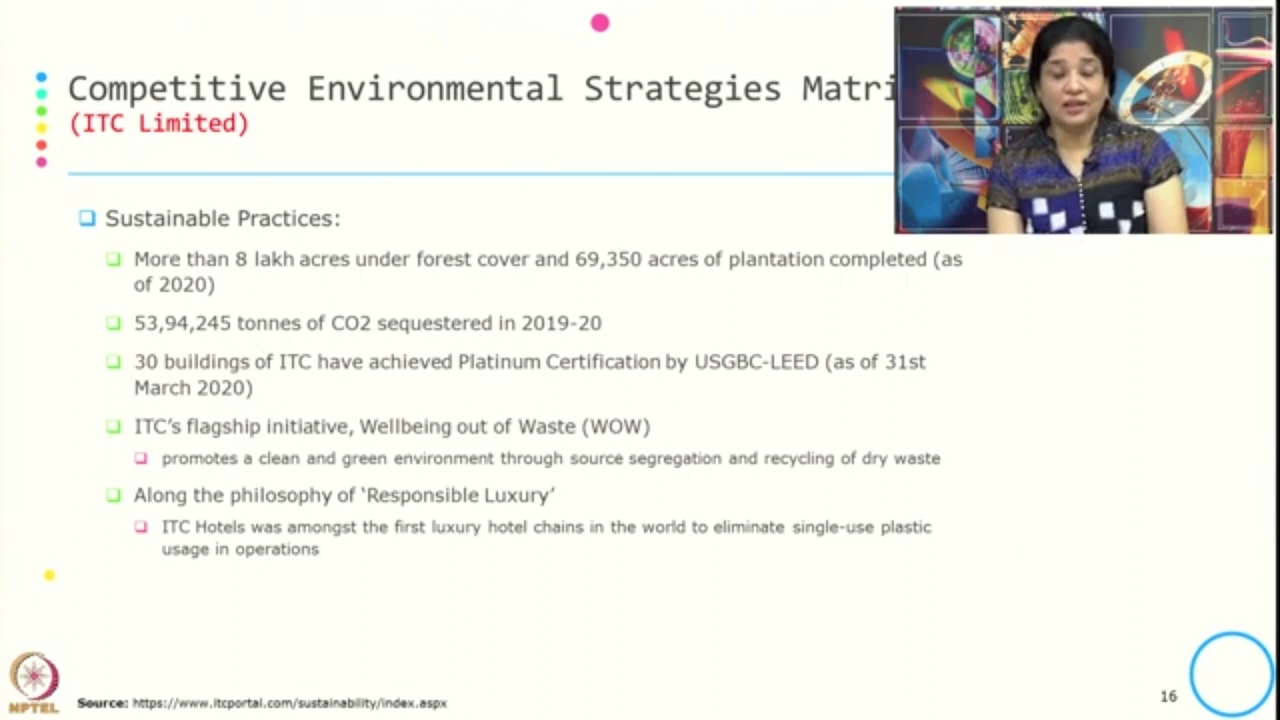 Competitive Environmental Strategies Matri
(ITC Limited)
Sustainable Practices:
More than 8 lakh acres under forest cover and 69,350 acres of plantation completed (as
of 2020)
53,94,245 tonnes of CO2 sequestered in 2019-20
30 buildings of ITC have achieved Platinum Certification by USGBC-LEED (as of 31st
March 2020)
ITC’s flagship initiative, Wellbeing out of Waste (WOW)
promotes a clean and green environment through source segregation and recycling of dry waste
Along the philosophy of ‘Responsible Luxury’
ITC Hotels was amongst the first luxury hotel chains in the world to eliminate single-use plastic
usage in operations
NPTEL
Source: https://www.itcportal.com/sustainability/index.aspx
16